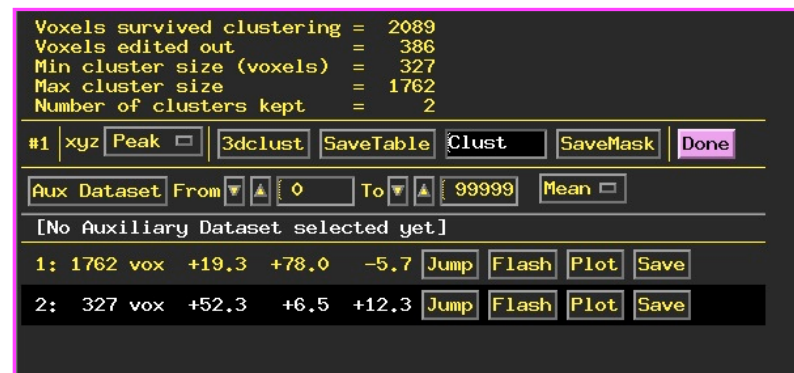 Voxels survived clustering = 2089
Voxels edited out = 386
Min cluster size (voxels) = 327
Max cluster size = 1762
Number of clusters kept = 2
#1 xyz Peak 3dclust SaveTable Clust SaveMask Done
Aux Dataset From 0 To 99999 Mean
[No Auxiliary Dataset selected yet]
1: 1762 vox +19.3 +78.0 -5.7 Jump Flash Plot Save
2: 327 vox +52.3 +6.5 +12.3 Jump Flash Plot Save